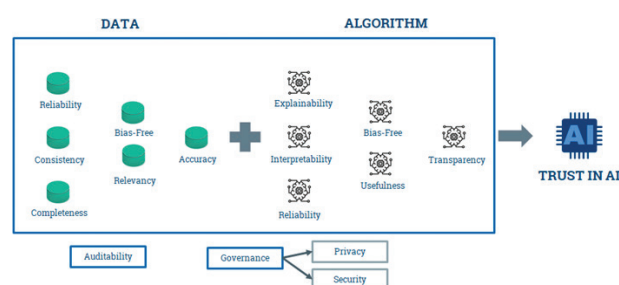 DATA
ALGORITHM
Reliability
Bias-Free
Consistency
Accuracy
Relevancy
Completeness
Explainability
Bias-Free
Interpretability
Transparency
Usefulness
Reliability
AI
TRUST IN AI
Auditability
Governance
Privacy
Security